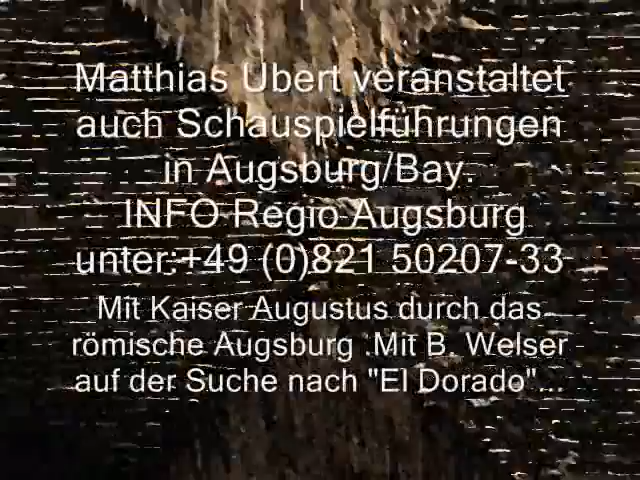 Matthias Ubert veranstaltet
auch Schauspielführungen
in Augsburg/Bay.
INFO Regio Augsburg
unter:+49 (0)821 50207-33
Mit Kaiser Augustus durch das
römische Augsburg .Mit B. Welser
auf der Suche nach "El Dorado"...